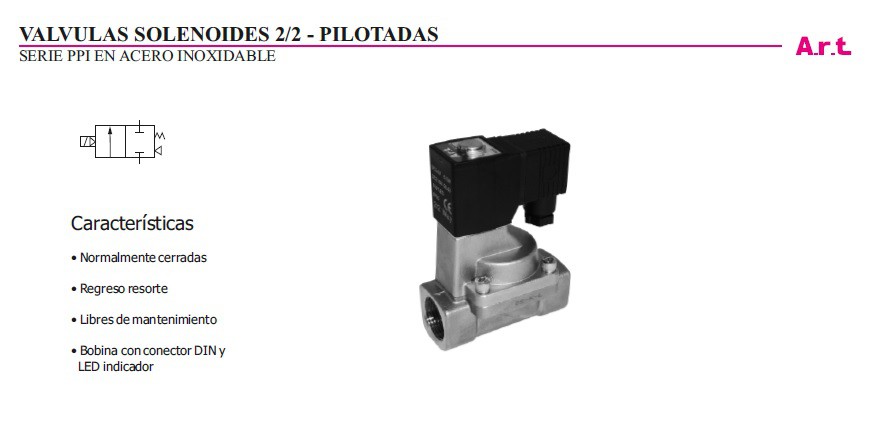 VALVULAS SOLENOIDES 2/2 - PILOTADAS
SERIE PPI EN ACERO INOXIDABLE
A.r.t.
Características
• Normalmente cerradas
• Regreso resorte
• Libres de mantenimiento
• Bobina con conector DIN y
LED indicador